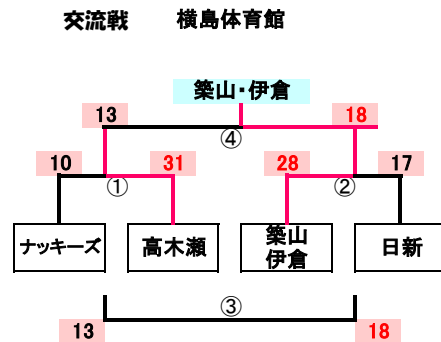 交流戦 横島体育館
築山・伊倉
13 18
④
10 31 28 17
① ②
ナッキーズ 高木瀬 築山 日新
伊倉
③
13 18